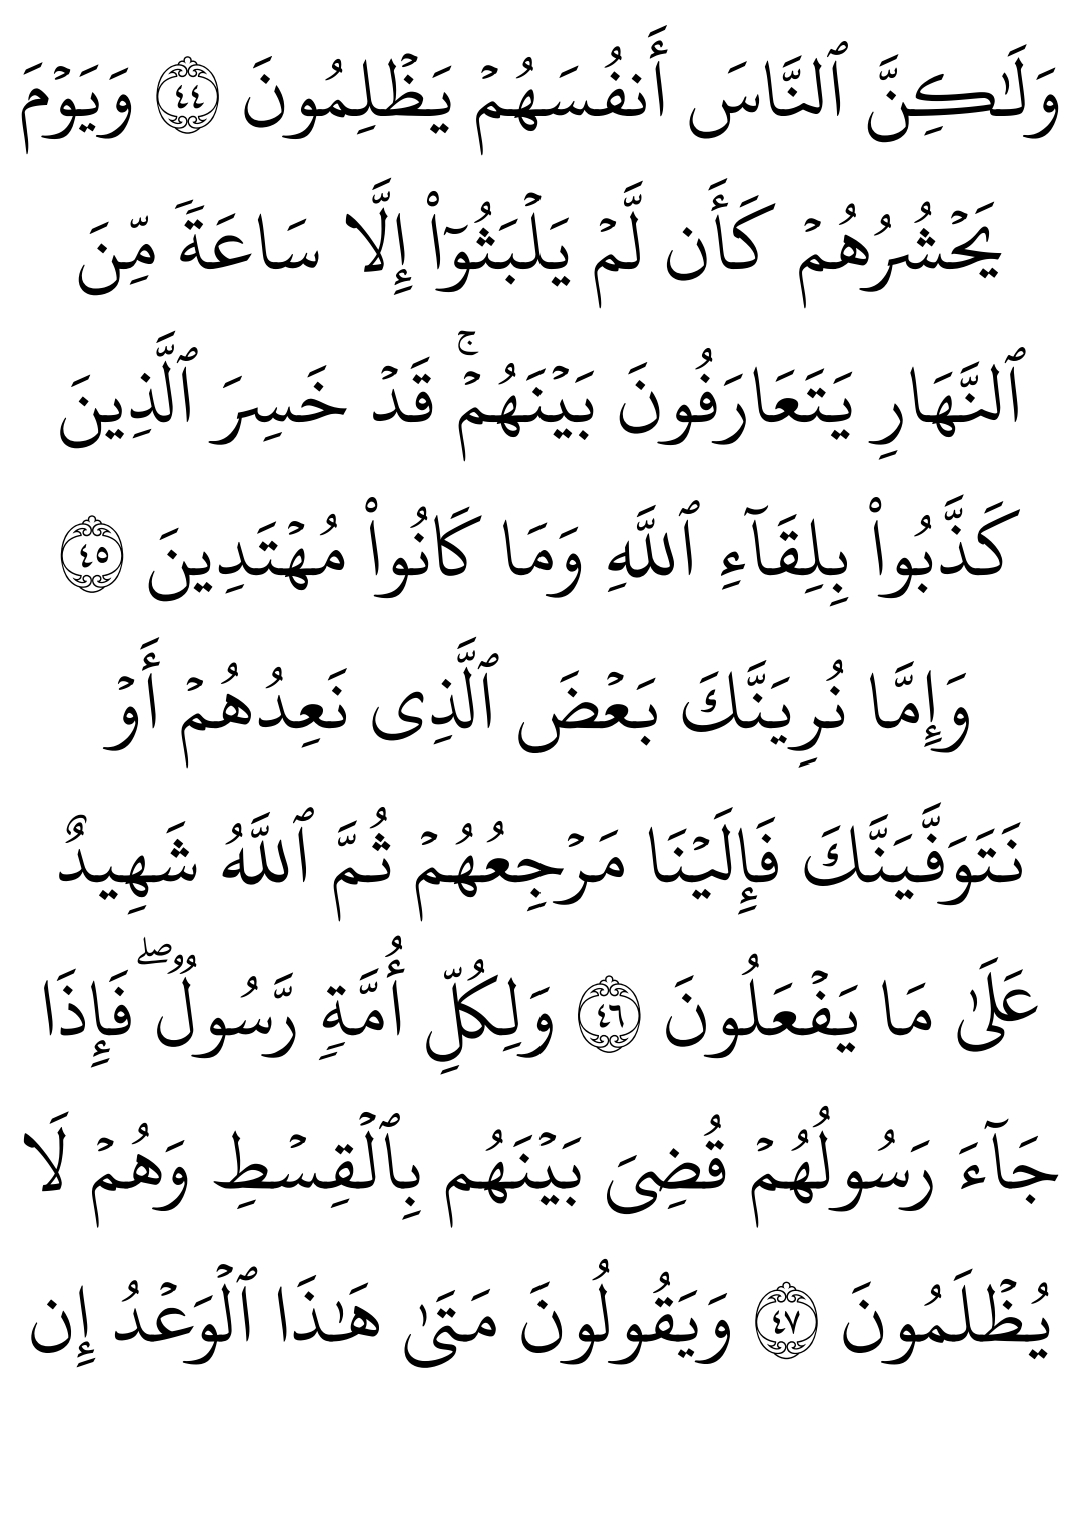 وَلَـٰكِنَّ ٱلنَّاسَ أَنفُسَهُمۡ يَظۡلِمُونَ ٤٤ وَيَوۡمَ
يَحۡشُرُهُمۡ كَأَن لَّمۡ يَلۡبَثُوٓاْ إِلَّا سَاعَةٗ مِّنَ
ٱلنَّهَارِ يَتَعَارَفُونَ بَيۡنَهُمۡۚ قَدۡ خَسِرَ ٱلَّذِينَ
كَذَّبُواْ بِلِقَآءِ ٱللَّهِ وَمَا كَانُواْ مُهۡتَدِينَ ٤٥
وَإِمَّا نُرِيَنَّكَ بَعۡضَ ٱلَّذِى نَعِدُهُمۡ أَوۡ
نَتَوَفَّيَنَّكَ فَإِلَيۡنَا مَرۡجِعُهُمۡ ثُمَّ ٱللَّهُ شَهِيدٌ
عَلَىٰ مَا يَفۡعَلُونَ ٤٦ وَلِكُلِّ أُمَّةٖ رَّسُولٞۖ فَإِذَا
جَآءَ رَسُولُهُمۡ قُضِىَ بَيۡنَهُم بِٱلۡقِسۡطِ وَهُمۡ لَا
يُظۡلَمُونَ ٤٧ وَيَقُولُونَ مَتَىٰ هَـٰذَا ٱلۡوَعۡدُ إِن